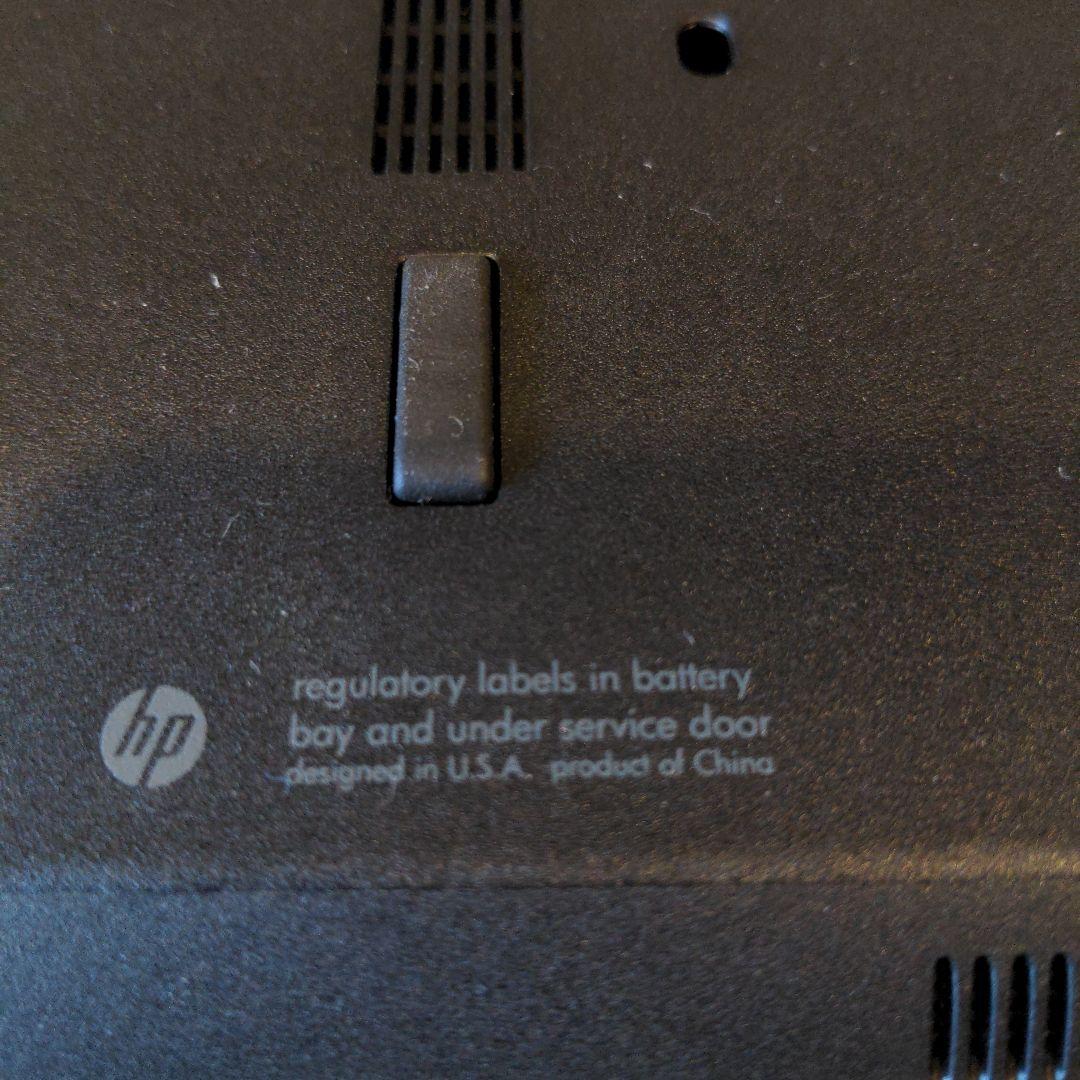 hp
regulatory labels in battery
bay and under service door
designed in U.S.A. product of China